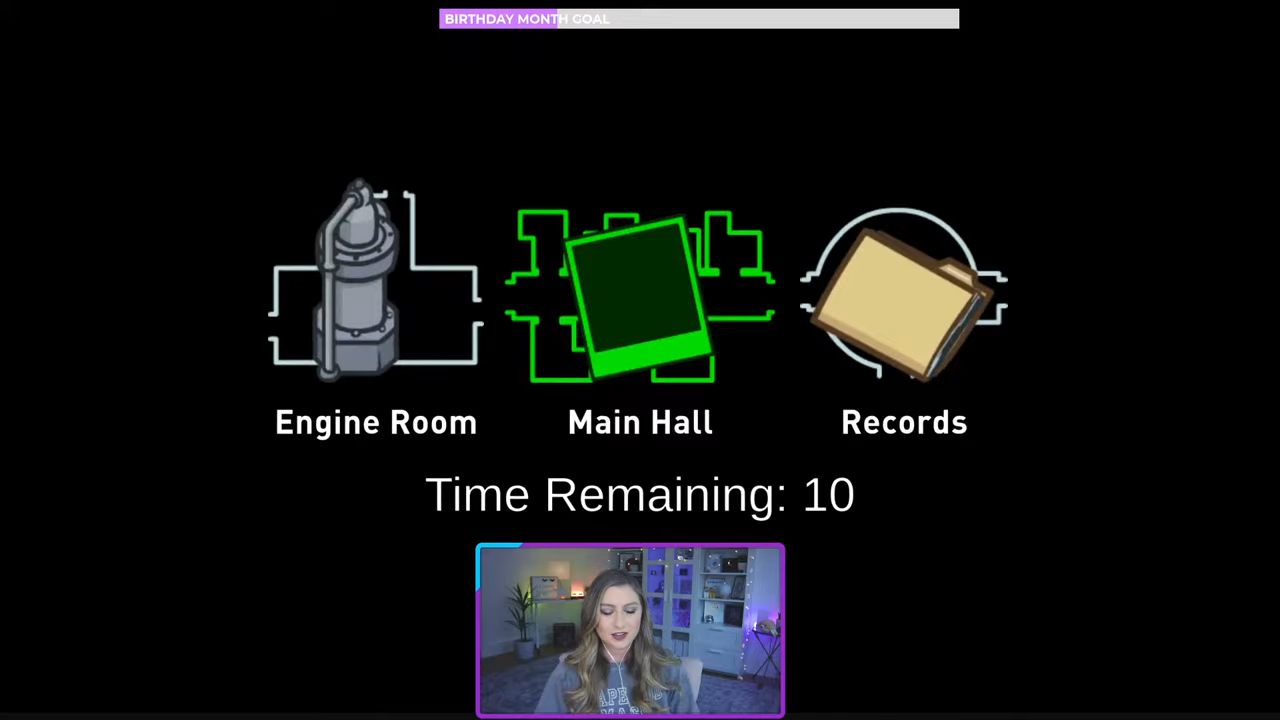 BIRTHDAY MONTH GOAL
Engine Room
Main Hall
Records
Time Remaining: 10